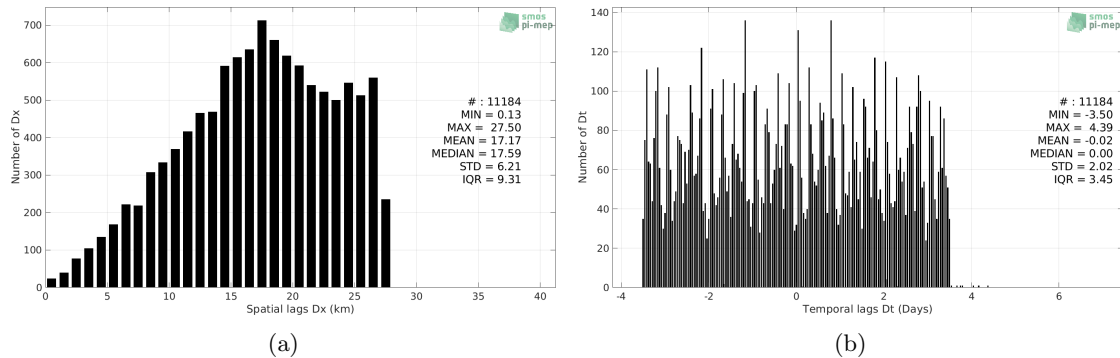 smos
pi-mep
700
600
500
400
300
200
100
0
Number of Dx
# : 11184
MIN = 0.13
MAX = 27.50
MEAN = 17.17
MEDIAN = 17.59
STD = 6.21
IQR = 9.31
0 5 10 15 20 25 30 35 40
Spatial lags Dx (km)
(a)
smos
pi-mep
140
120
100
80
60
40
20
0
Number of Dt
# : 11184
MIN = -3.50
MAX = 4.39
MEAN = -0.02
MEDIAN = 0.00
STD = 2.02
IQR = 3.45
-4 -2 0 2 4 6
Temporal lags Dt (Days)
(b)